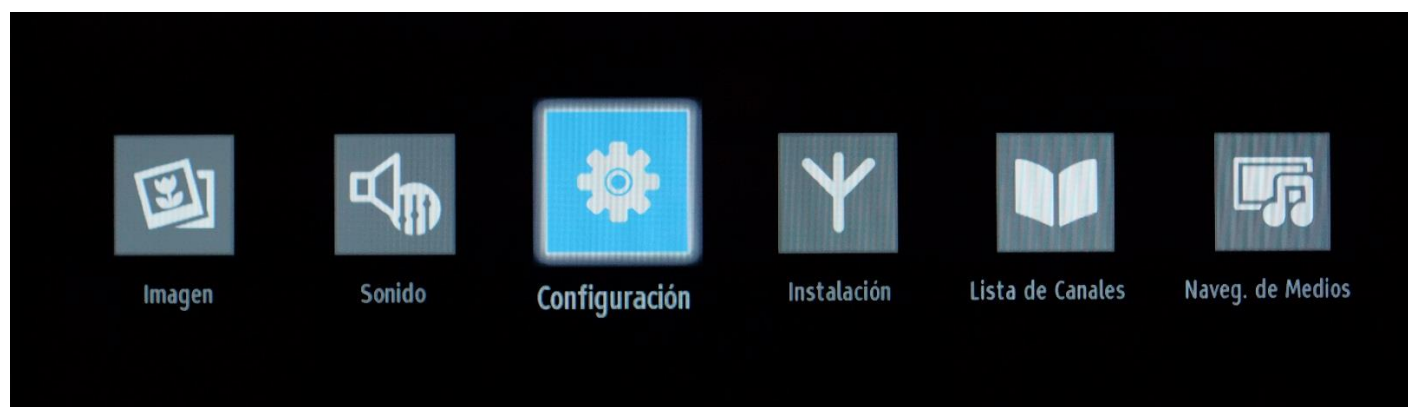 Imagen
Sonido
Configuración
Instalación
Lista de Canales
Naveg. de Medios